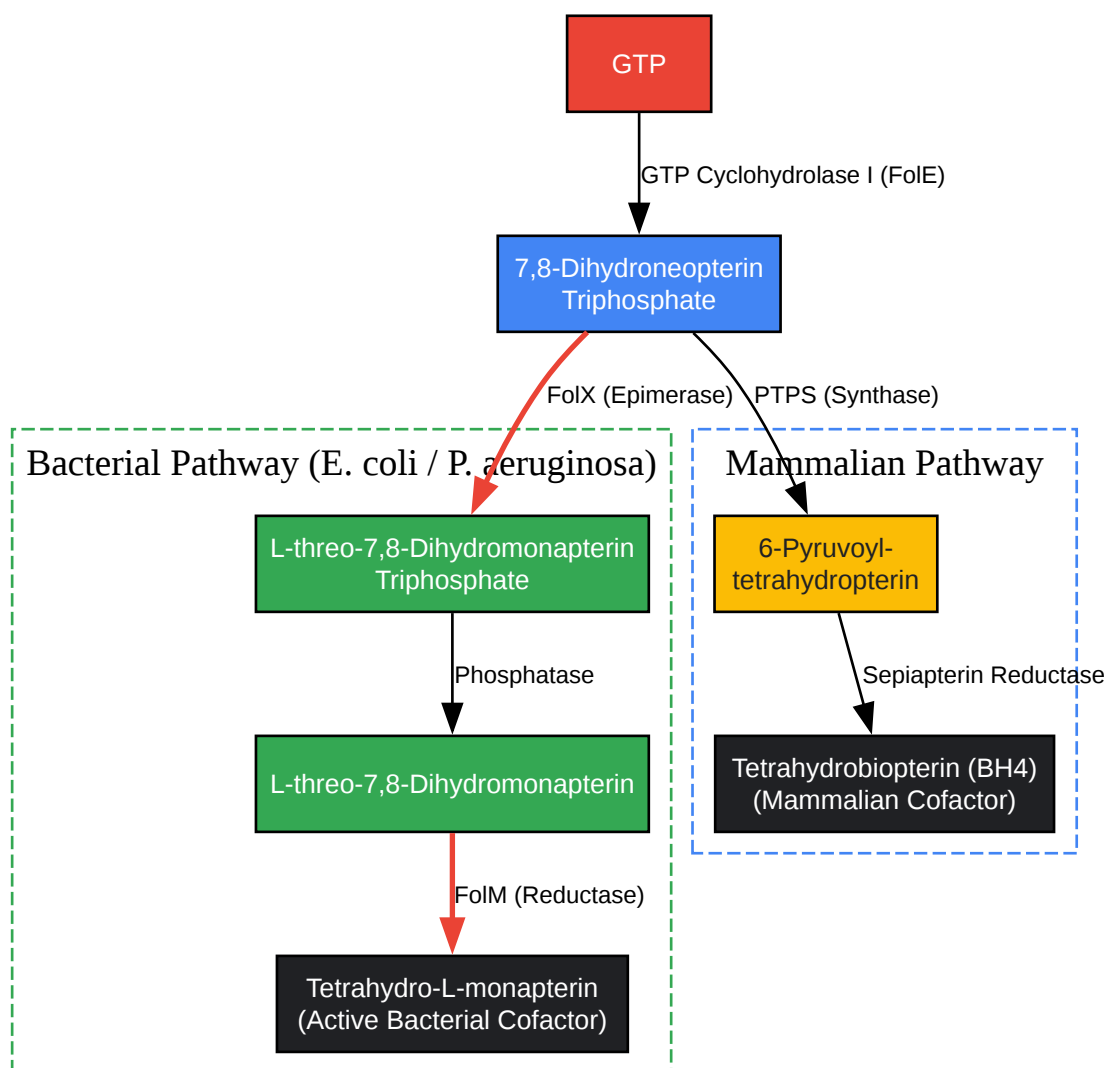 GTP
GTP Cyclohydrolase I (FolE)
7,8-Dihydroneopterin
Triphosphate
FolX (Epimerase)
PTPS (Synthase)
Bacterial Pathway (E. coli / P. aeruginosa)
Mammalian Pathway
L-threo-7,8-Dihydromonapterin
Triphosphate
6-Pyruvoyl-
tetrahydropterin
Phosphatase
Sepiapterin Reductase
L-threo-7,8-Dihydromonapterin
Tetrahydrobiopterin (BH4)
(Mammalian Cofactor)
FolM (Reductase)
Tetrahydro-L-monapterin
(Active Bacterial Cofactor)